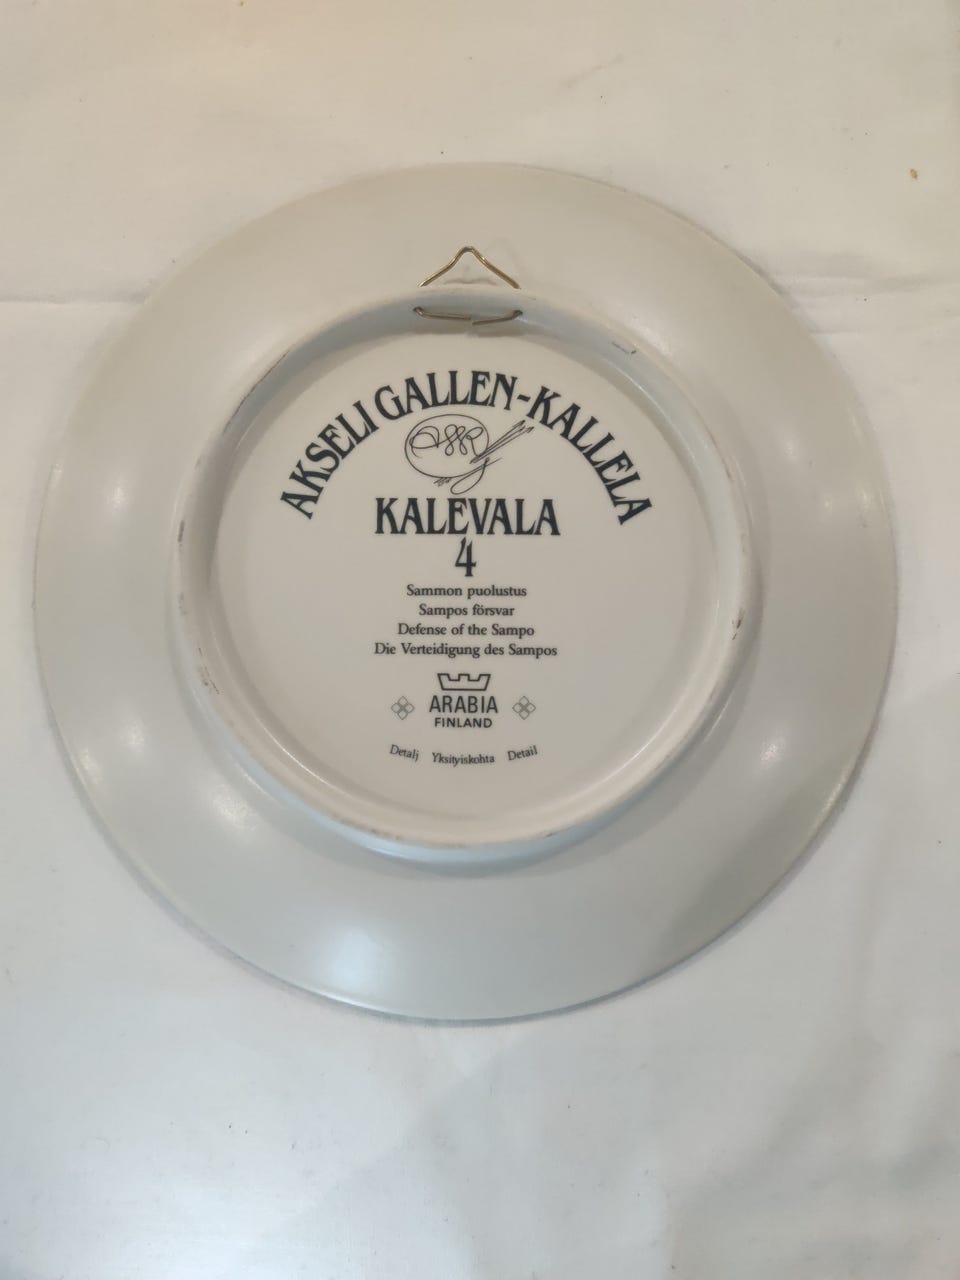 AKSELI GALLEN-KALLELA
KALEVALA
4
Sammon puolustus
Sampos försvar
Defense of the Sampo
Die Verteidigung des Sampos
ARABIA
FINLAND
Detalj Yksityiskohta Detail